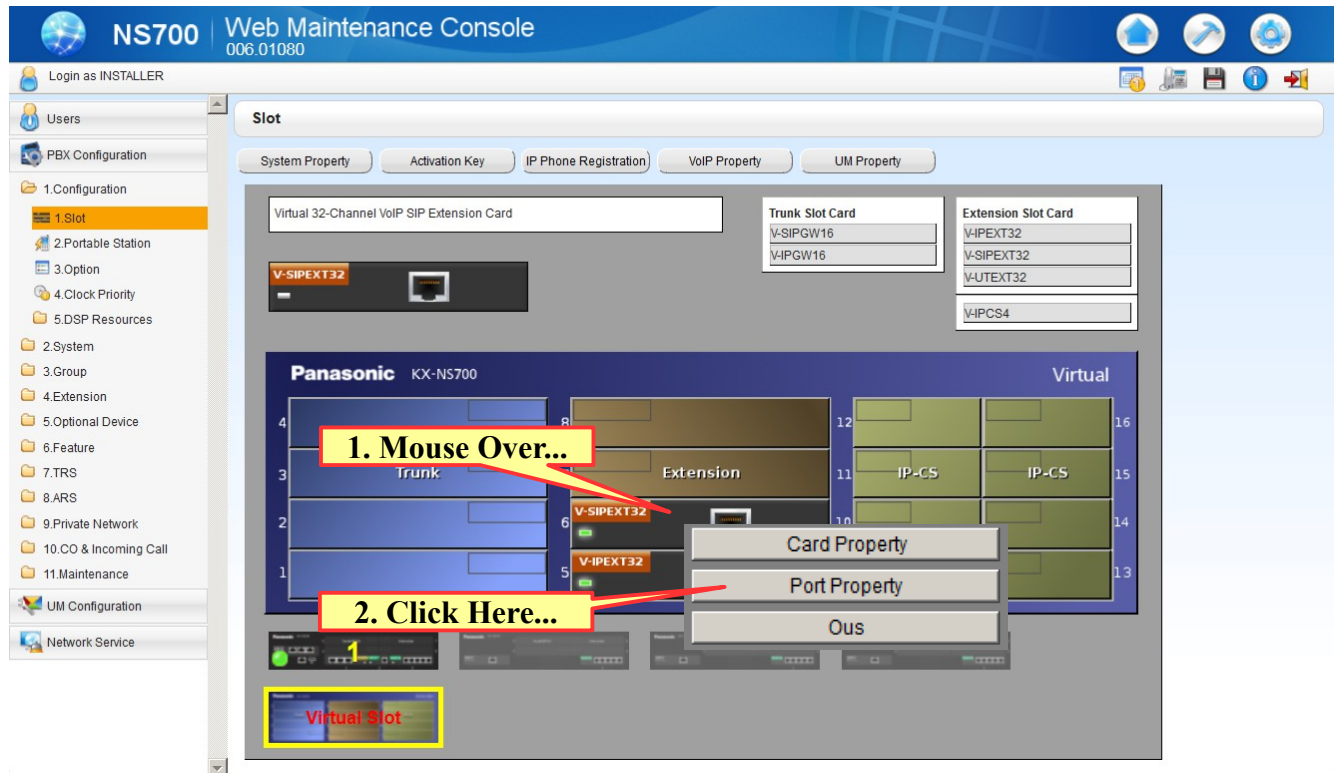 NS700
Web Maintenance Console
006.01080
Login as INSTALLER
Users
PBX Configuration
1.Configuration
1.Slot
2.Portable Station
3.Option
4.Clock Priority
5.DSP Resources
2.System
3.Group
4.Extension
5.Optional Device
6.Feature
7.TRS
8.ARS
9.Private Network
10.CO & Incoming Call
11.Maintenance
UM Configuration
Network Service
Slot
System Property
Activation Key
IP Phone Registration
VoIP Property
UM Property
Virtual 32-Channel VoIP SIP Extension Card
V-SIPEXT32
Trunk Slot Card
V-SIPGW16
V-IPGW16
Extension Slot Card
V-IPEXT32
V-SIPEXT32
V-UTEXT32
V-IPCS4
Panasonic KX-NS700 Virtual
4 8 12 16
1. Mouse Over...
3 Trunk Extension 11 IP-CS IP-CS 15
2 6 V-SIPEXT32 10 14
Card Property
1 5 V-IPEXT32 13
Port Property
2. Click Here...
Ous
1
Virtual Slot